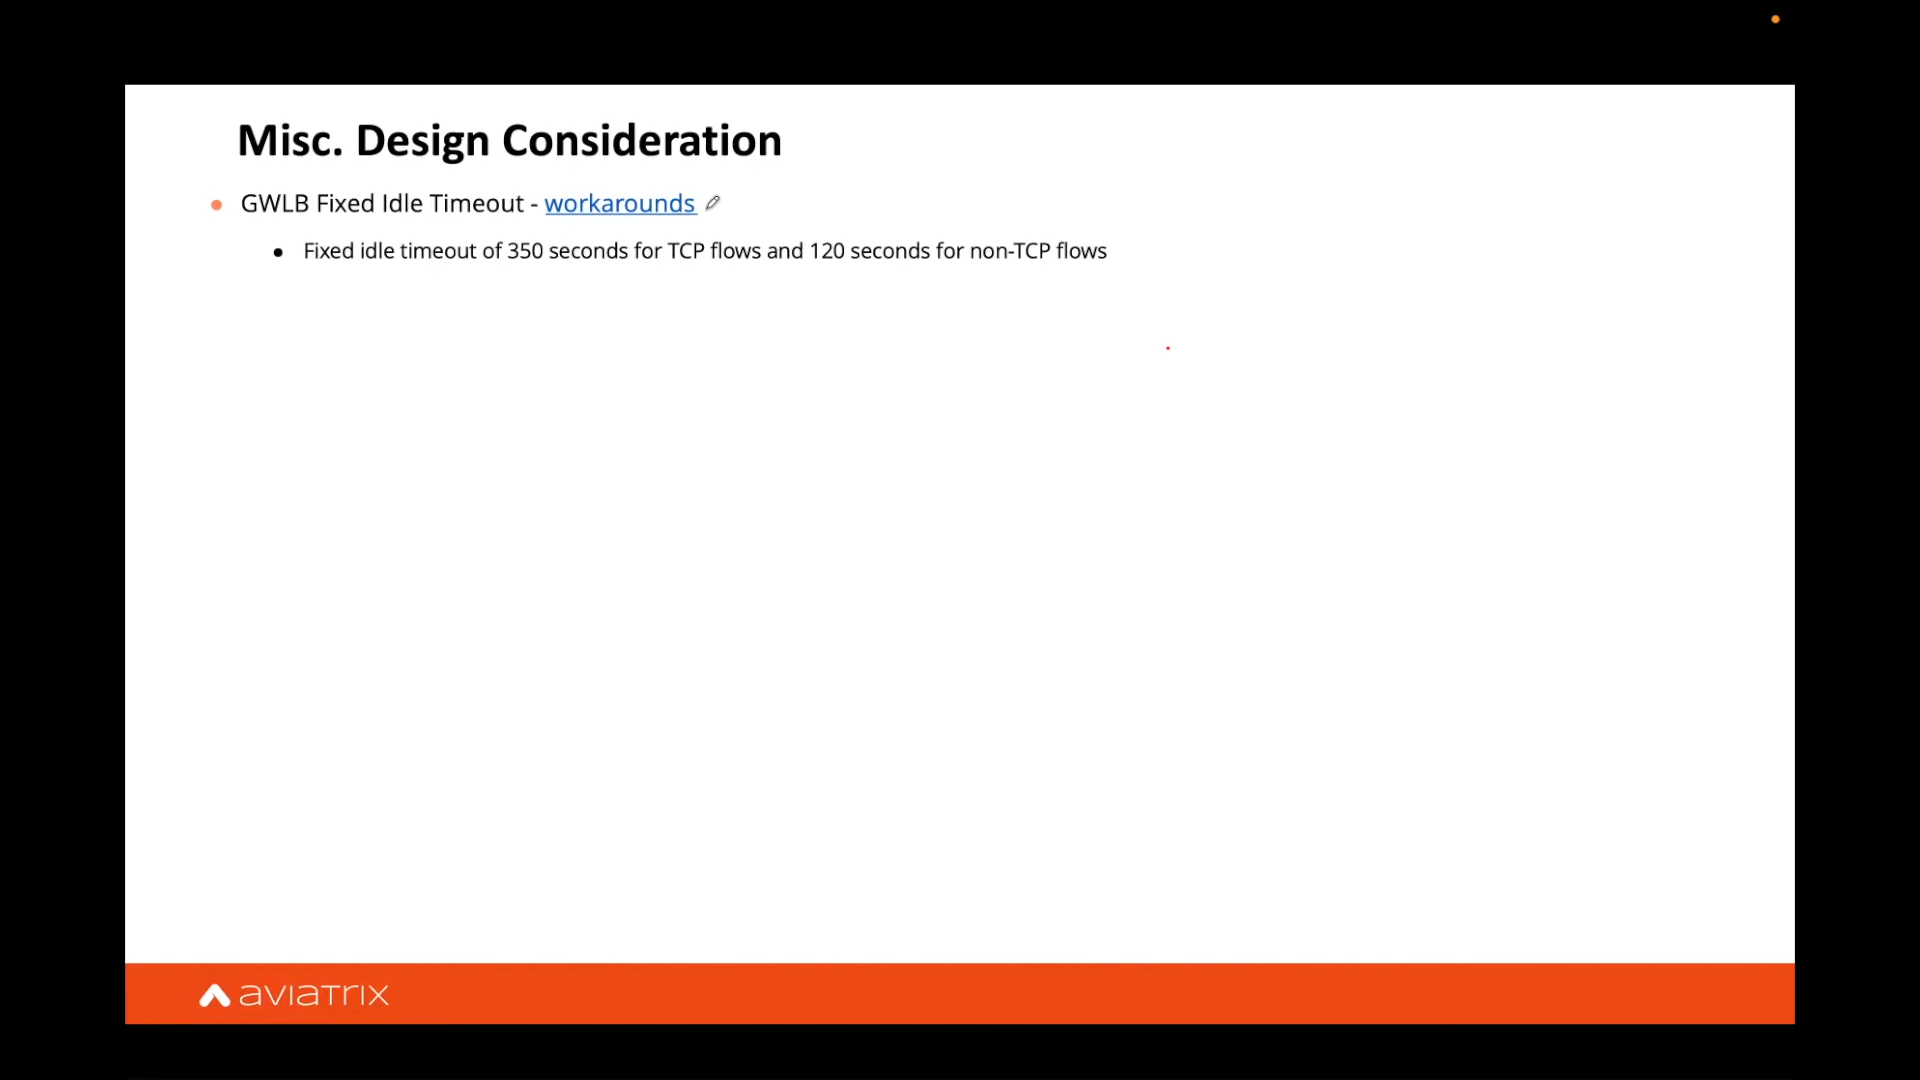 Misc. Design Consideration
GWLB Fixed Idle Timeout - workarounds
Fixed idle timeout of 350 seconds for TCP flows and 120 seconds for non-TCP flows
aviatrix